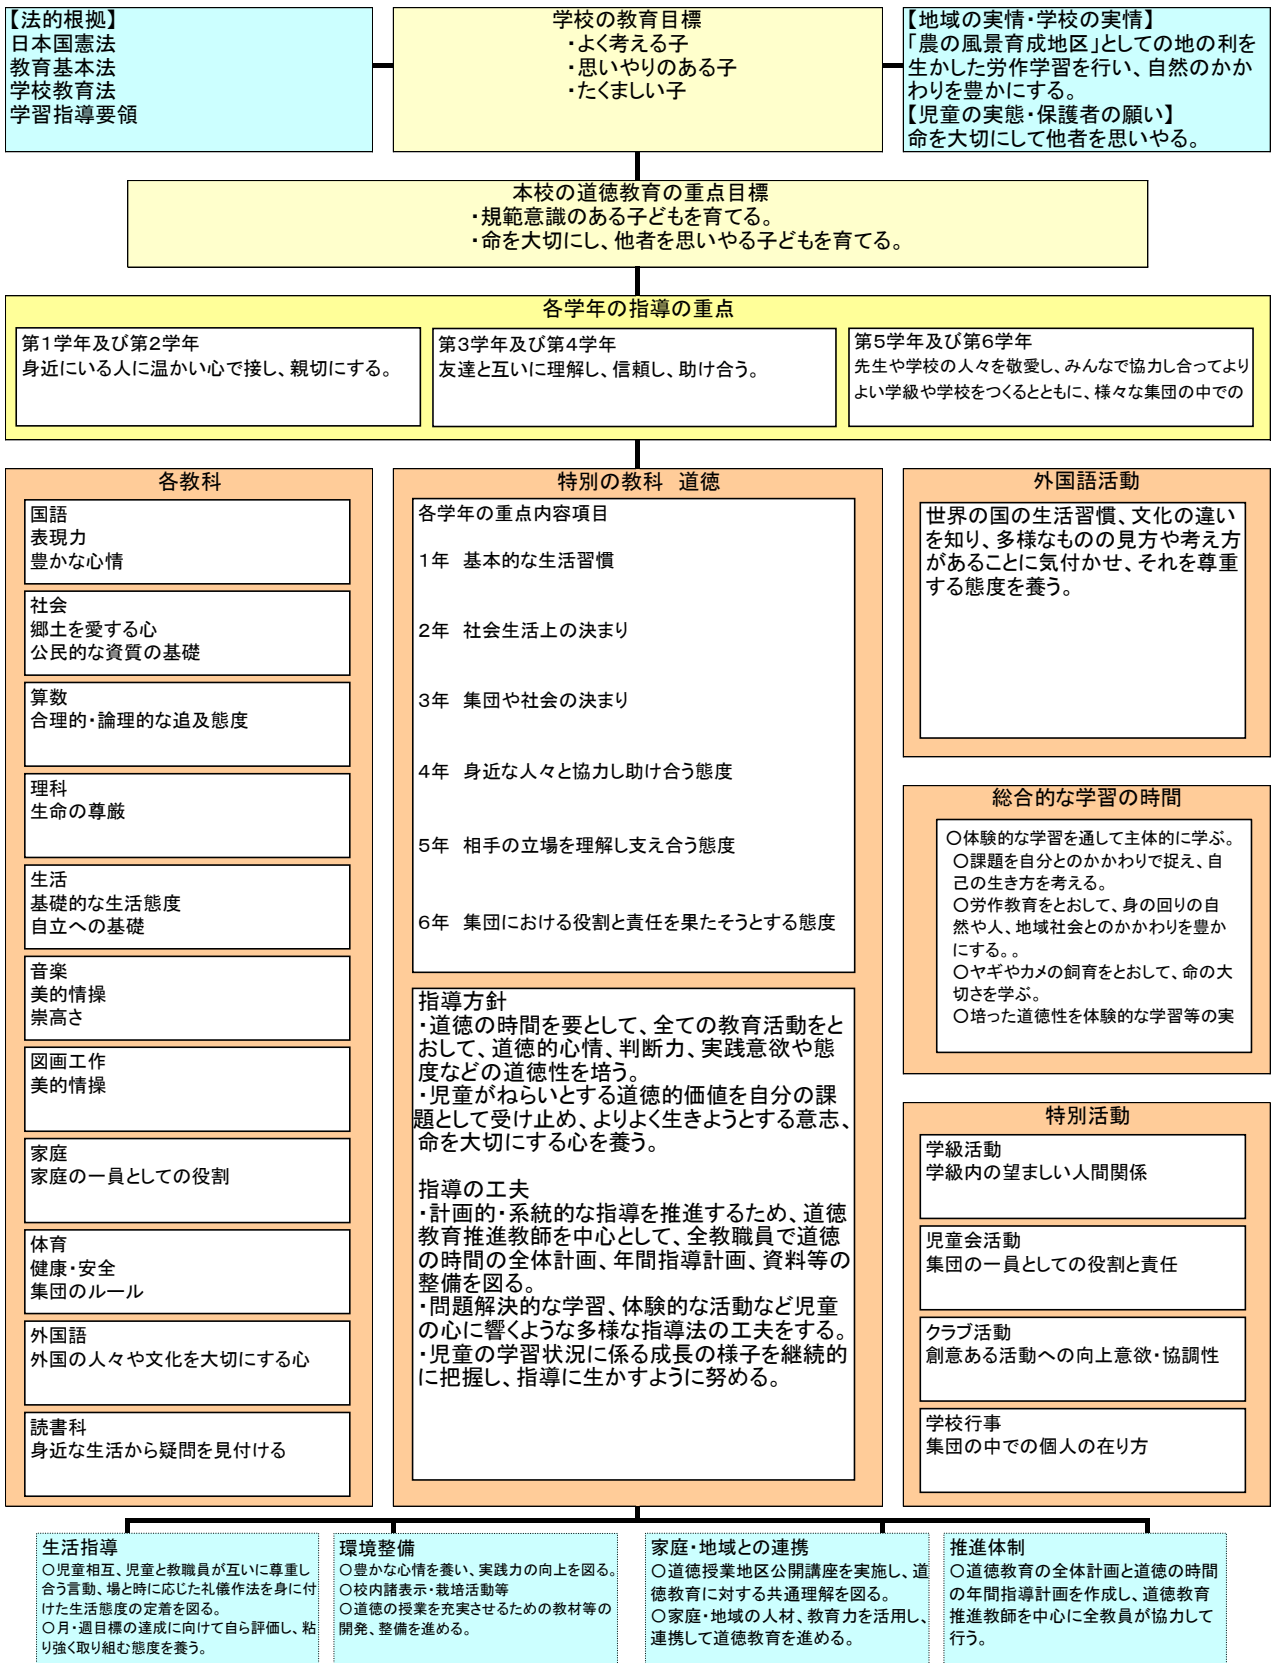 【法的根拠】
日本国憲法
教育基本法
学校教育法
学習指導要領
学校の教育目標
・よく考える子
・思いやりのある子
・たくましい子
【地域の実情・学校の実情】
「農の風景育成地区」としての地の利を
生かした労作学習を行い、自然のかか
わりを豊かにする。
【児童の実態・保護者の願い】
命を大切にして他者を思いやる。
本校の道徳教育の重点目標
・規範意識のある子どもを育てる。
・命を大切にし、他者を思いやる子どもを育てる。
各学年の指導の重点
第1学年及び第2学年
身近にいる人に温かい心で接し、親切にする。
第3学年及び第4学年
友達と互いに理解し、信頼し、助け合う。
第5学年及び第6学年
先生や学校の人々を敬愛し、みんなで協力し合ってより
よい学級や学校をつくるとともに、様々な集団の中での
各教科
国語
表現力
豊かな心情
社会
郷土を愛する心
公民的な資質の基礎
算数
合理的・論理的な追及態度
理科
生命の尊厳
生活
基礎的な生活態度
自立への基礎
音楽
美的情操
崇高さ
図画工作
美的情操
家庭
家庭の一員としての役割
体育
健康・安全
集団のルール
外国語
外国の人々や文化を大切にする心
読書科
身近な生活から疑問を見付ける
特別の教科 道徳
各学年の重点内容項目
1年 基本的な生活習慣
2年 社会生活上の決まり
3年 集団や社会の決まり
4年 身近な人々と協力し助け合う態度
5年 相手の立場を理解し支え合う態度
6年 集団における役割と責任を果たそうとする態度
指導方針
・道徳の時間を要として、全ての教育活動をと
おして、道徳的心情、判断力、実践意欲や態
度などの道徳性を培う。
・児童がねらいとする道徳的価値を自分の課
題として受け止め、よりよく生きようとする意志、
命を大切にする心を養う。
指導の工夫
・計画的・系統的な指導を推進するため、道徳
教育推進教師を中心として、全教職員で道徳
の時間の全体計画、年間指導計画、資料等の
整備を図る。
・問題解決的な学習、体験的な活動など児童
の心に響くような多様な指導法の工夫をする。
・児童の学習状況に係る成長の様子を継続的
に把握し、指導に生かすように努める。
外国語活動
世界の国の生活習慣、文化の違い
を知り、多様なものの見方や考え方
があることに気付かせ、それを尊重
する態度を養う。
総合的な学習の時間
○体験的な学習を通して主体的に学ぶ。
○課題を自分とのかかわりで捉え、自
己の生き方を考える。
○労作教育をとおして、身の回りの自
然や人、地域社会とのかかわりを豊か
にする。。
○ヤギやカメの飼育をとおして、命の大
切さを学ぶ。
○培った道徳性を体験的な学習等の実
特別活動
学級活動
学級内の望ましい人間関係
児童会活動
集団の一員としての役割と責任
クラブ活動
創意ある活動への向上意欲・協調性
学校行事
集団の中での個人の在り方
生活指導
○児童相互、児童と教職員が互いに尊重し
合う言動、場と時に応じた礼儀作法を身に付
けた生活態度の定着を図る。
○月・週目標の達成に向けて自ら評価し、粘
り強く取り組む態度を養う。
環境整備
○豊かな心情を養い、実践力の向上を図る。
○校内諸表示・栽培活動等
○道徳の授業を充実させるための教材等の
開発、整備を進める。
家庭・地域との連携
○道徳授業地区公開講座を実施し、道
徳教育に対する共通理解を図る。
○家庭・地域の人材、教育力を活用し、
連携して道徳教育を進める。
推進体制
○道徳教育の全体計画と道徳の時間
の年間指導計画を作成し、道徳教育
推進教師を中心に全教員が協力して
行う。